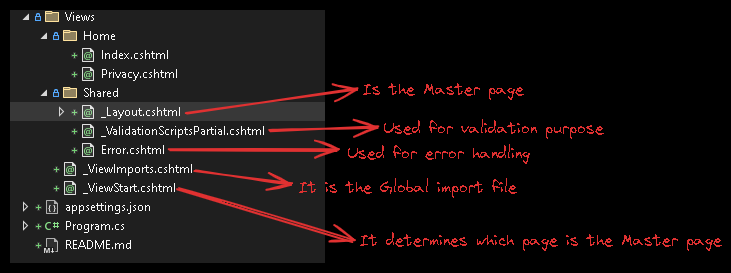 Views
Home
Index.cshtml
Privacy.cshtml
Shared
_Layout.cshtml
Is the Master page
_ValidationScriptsPartial.cshtml
Used for validation purpose
Error.cshtml
Used for error handling
_ViewImports.cshtml
It is the Global import file
_ViewStart.cshtml
It determines which page is the Master page
appsettings.json
C# Program.cs
M↓ README.md